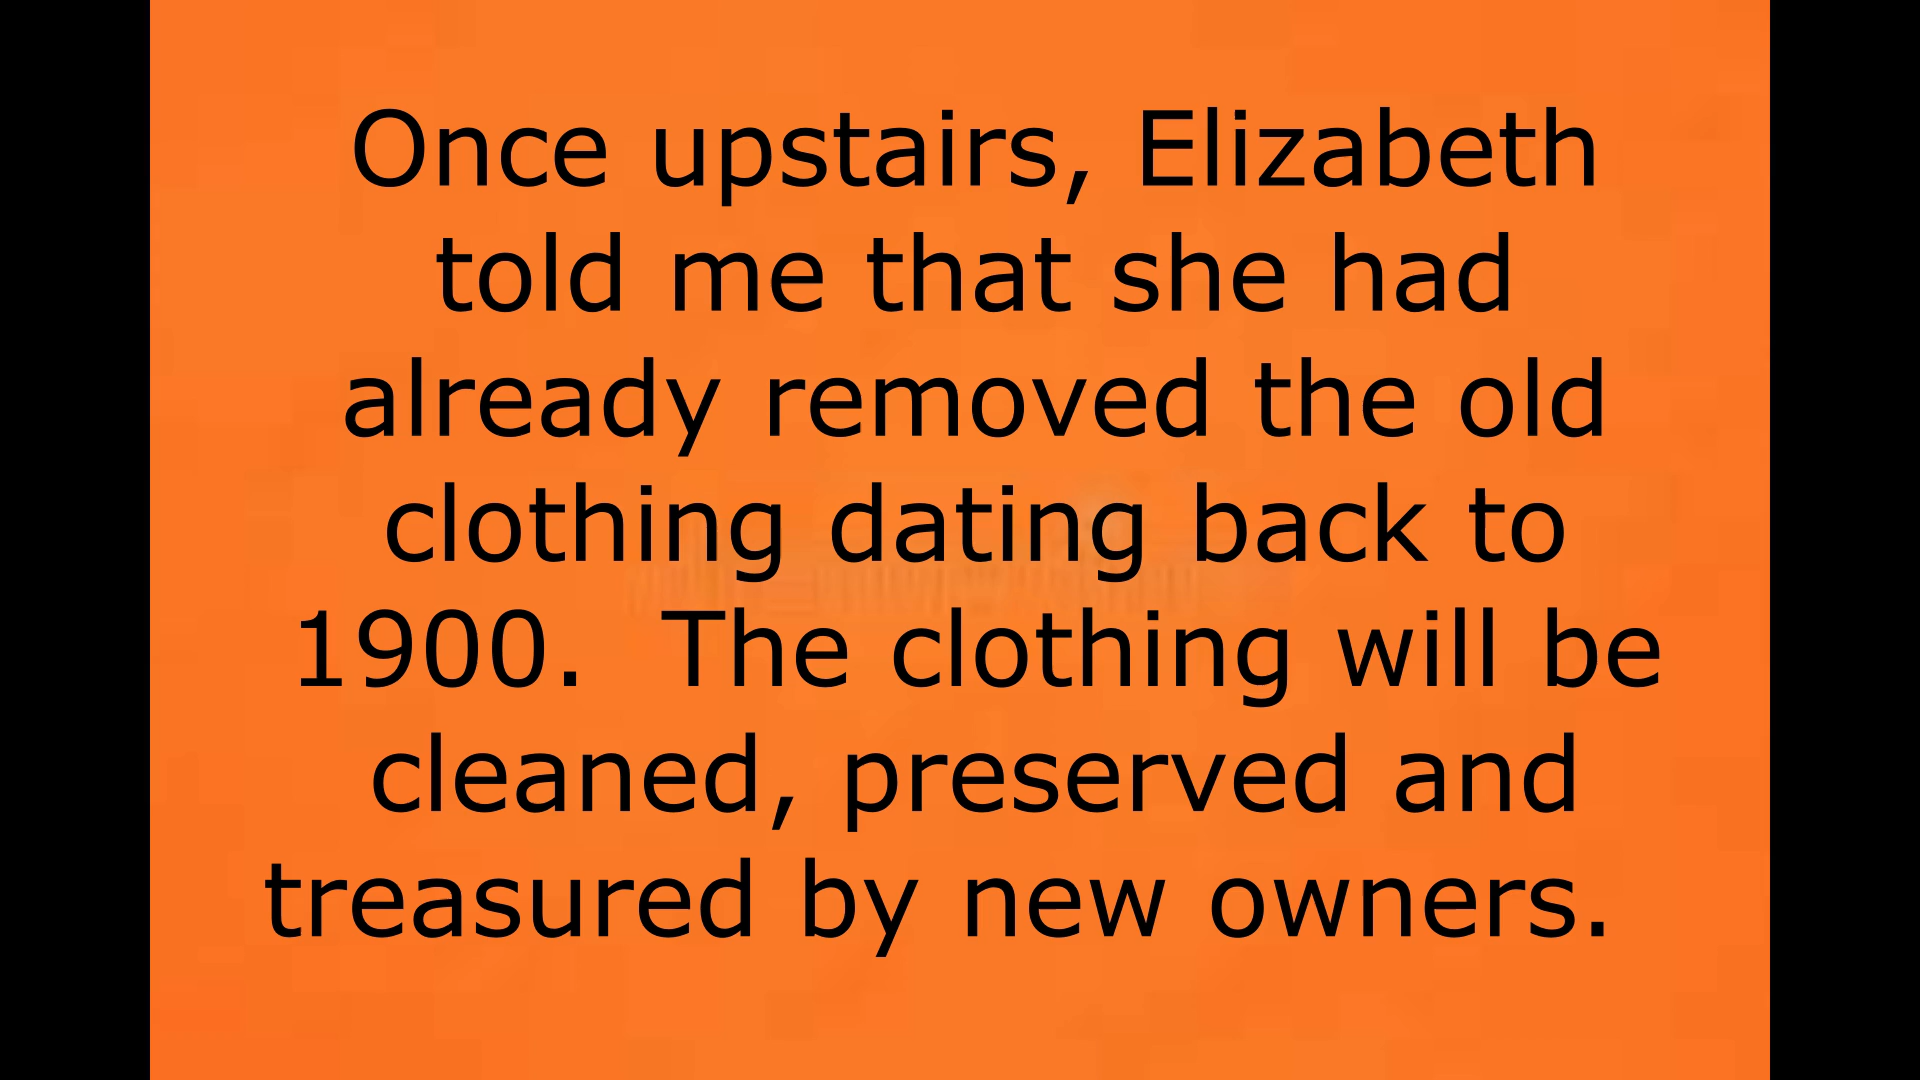 Once upstairs, Elizabeth
told me that she had
already removed the old
clothing dating back to
1900.  The clothing will be
cleaned, preserved and
treasured by new owners.